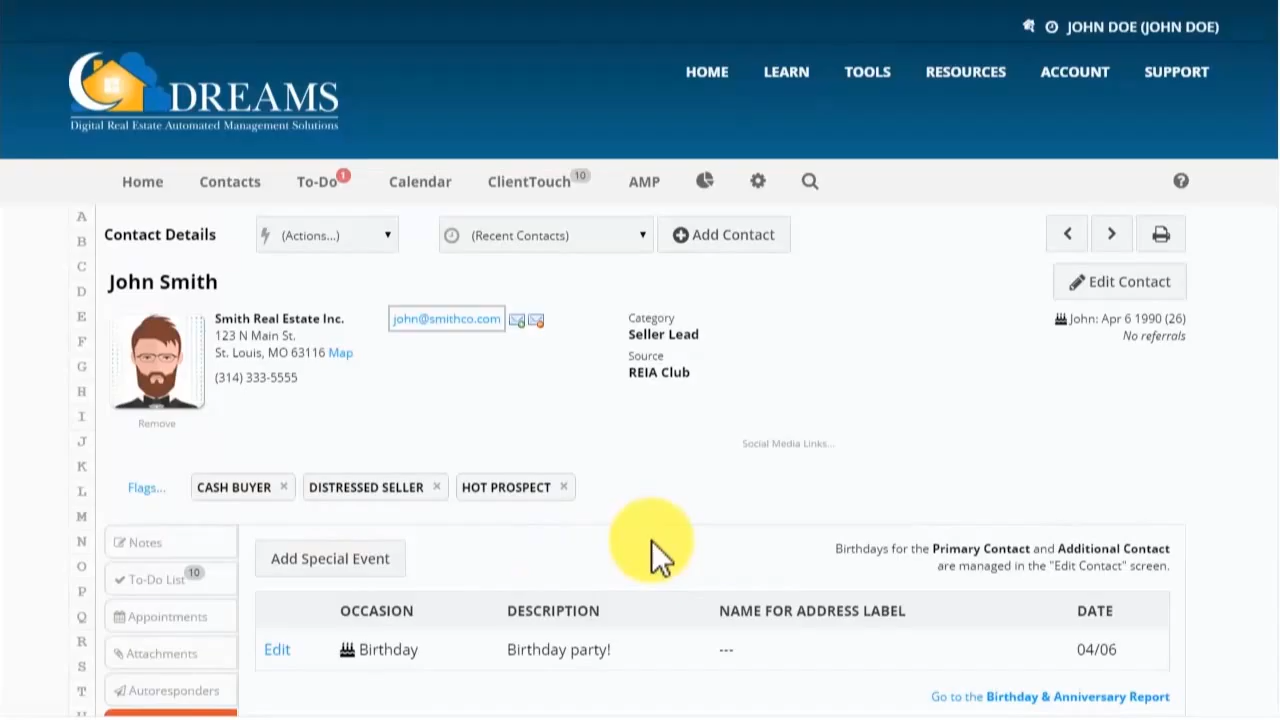 JOHN DOE (JOHN DOE)
DREAMS
Digital Real Estate Automated Management Solutions
HOME LEARN TOOLS RESOURCES ACCOUNT SUPPORT
Home Contacts To-Do 1 Calendar ClientTouch 10 AMP
A
B
C
D
E
F
G
H
I
J
K
L
M
N
O
P
Q
R
S
T
Contact Details (Actions...) (Recent Contacts) Add Contact
John Smith
Edit Contact
Smith Real Estate Inc.
123 N Main St.
St. Louis, MO 63116 Map
(314) 333-5555
Remove
john@smithco.com
Category
Seller Lead
Source
REIA Club
John: Apr 6 1990 (26)
No referrals
Social Media Links...
Flags... CASH BUYER × DISTRESSED SELLER × HOT PROSPECT ×
Notes
To-Do List 10
Appointments
Attachments
Autoresponders
Add Special Event
Birthdays for the Primary Contact and Additional Contact
are managed in the "Edit Contact" screen.
OCCASION DESCRIPTION NAME FOR ADDRESS LABEL DATE
Edit Birthday Birthday party! --- 04/06
Go to the Birthday & Anniversary Report